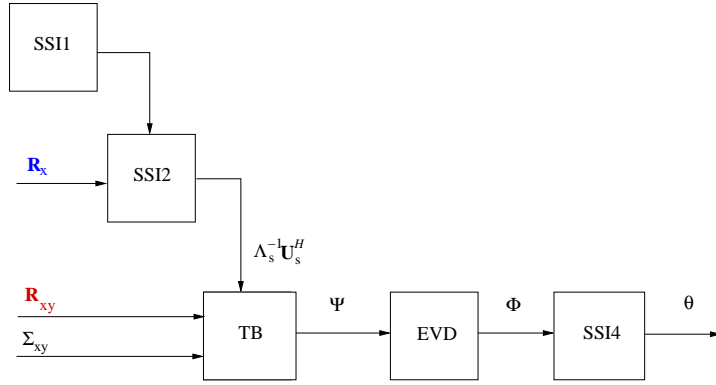 SSI1
R_x
SSI2
Λ_s^{-1} U_s^H
R_xy
Σ_xy
TB
Ψ
EVD
Φ
SSI4
θ